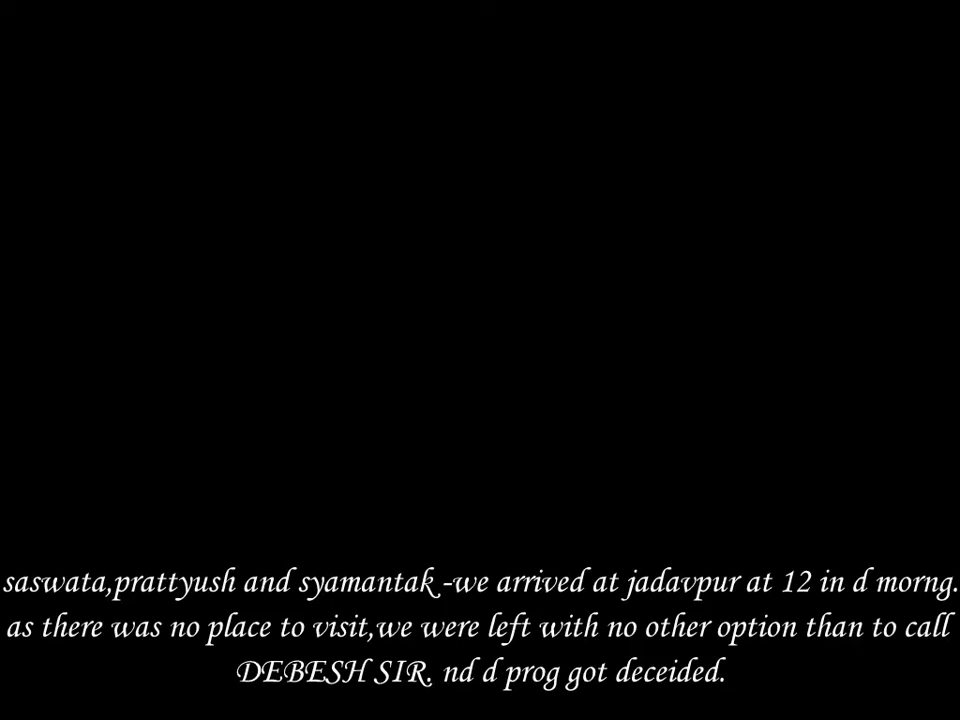 saswata,prattyush and syamantak -we arrived at jadavpur at 12 in d morng.
as there was no place to visit,we were left with no other option than to call
DEBESH SIR. nd d prog got deceided.